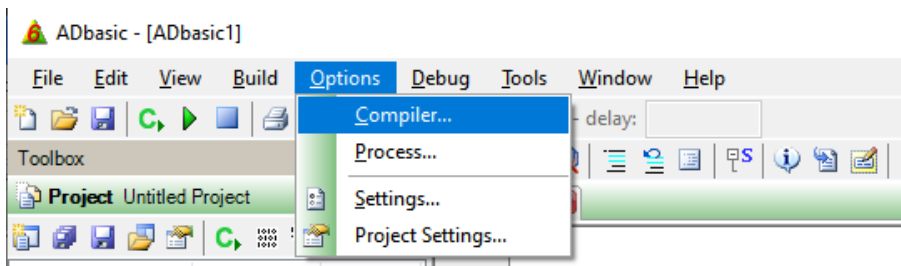 ADbasic - [ADbasic1]
File Edit View Build Options Debug Tools Window Help
Compiler...
- delay:
Toolbox
Process...
Project Untitled Project
Settings...
Project Settings...